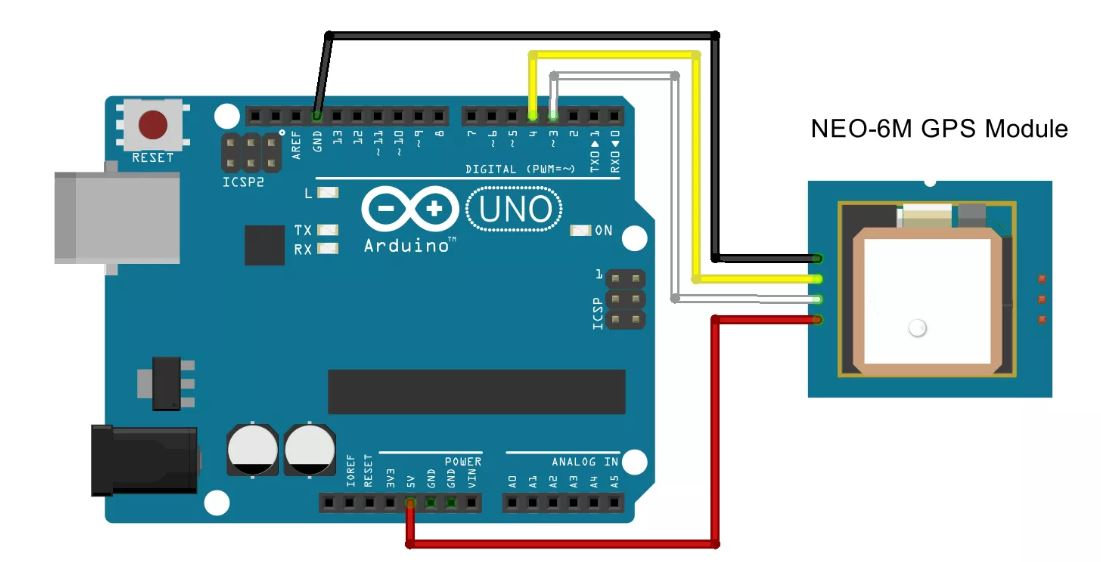 NEO-6M GPS Module
RESET
ICSP2
AREF
GND
13
12
~11
~10
~9
8
7
~6
~5
4
~3
2
TX0▶1
RX0◀0
DIGITAL (PWM=~)
L
TX
RX
UNO
Arduino™
ON
1
ICSP
POWER
ANALOG IN
IOREF
RESET
3V3
5V
GND
GND
VIN
A0
A1
A2
A3
A4
A5